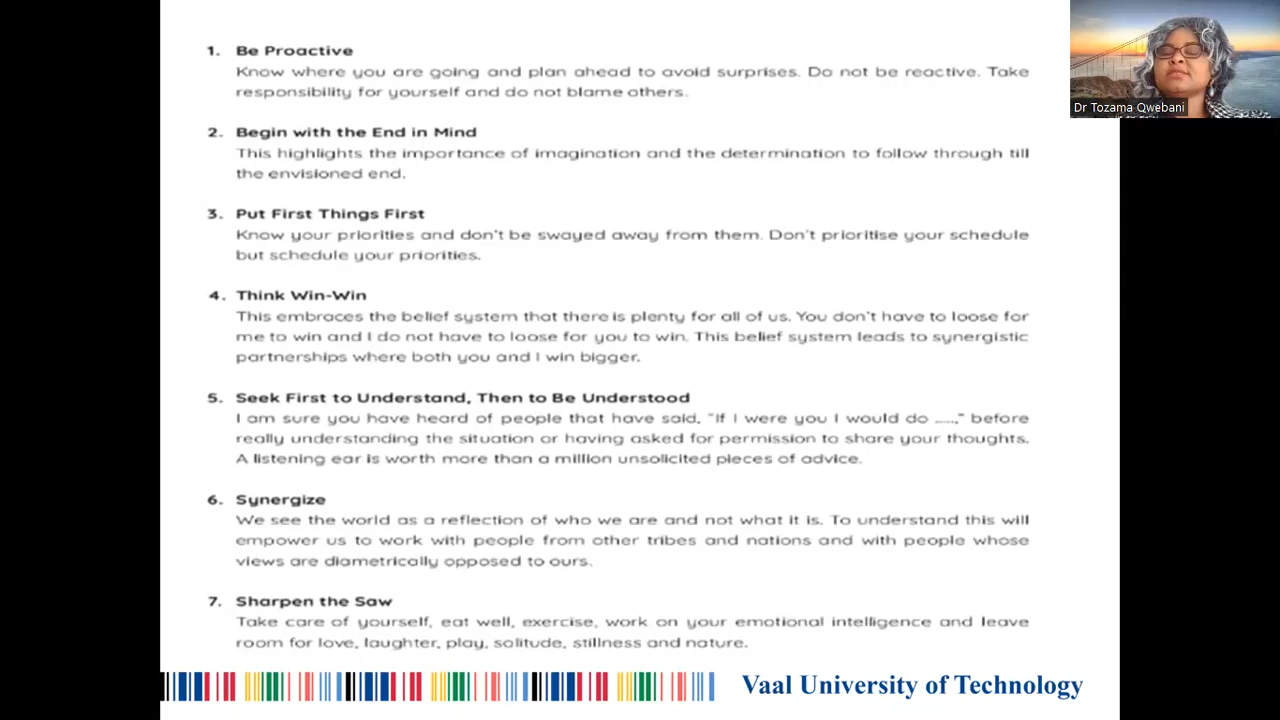 1. Be Proactive
Know where you are going and plan ahead to avoid surprises. Do not be reactive. Take
responsibility for yourself and do not blame others.
2. Begin with the End in Mind
This highlights the importance of imagination and the determination to follow through till
the envisioned end.
3. Put First Things First
Know your priorities and don't be swayed away from them. Don't prioritise your schedule
but schedule your priorities.
4. Think Win-Win
This embraces the belief system that there is plenty for all of us. You don't have to loose for
me to win and I do not have to loose for you to win. This belief system leads to synergistic
partnerships where both you and I win bigger.
5. Seek First to Understand, Then to Be Understood
I am sure you have heard of people that have said, "If I were you I would do .....," before
really understanding the situation or having asked for permission to share your thoughts.
A listening ear is worth more than a million unsolicited pieces of advice.
6. Synergize
We see the world as a reflection of who we are and not what it is. To understand this will
empower us to work with people from other tribes and nations and with people whose
views are diametrically opposed to ours.
7. Sharpen the Saw
Take care of yourself, eat well, exercise, work on your emotional intelligence and leave
room for love, laughter, play, solitude, stillness and nature.
Vaal University of Technology
Dr Tozama Qwebani